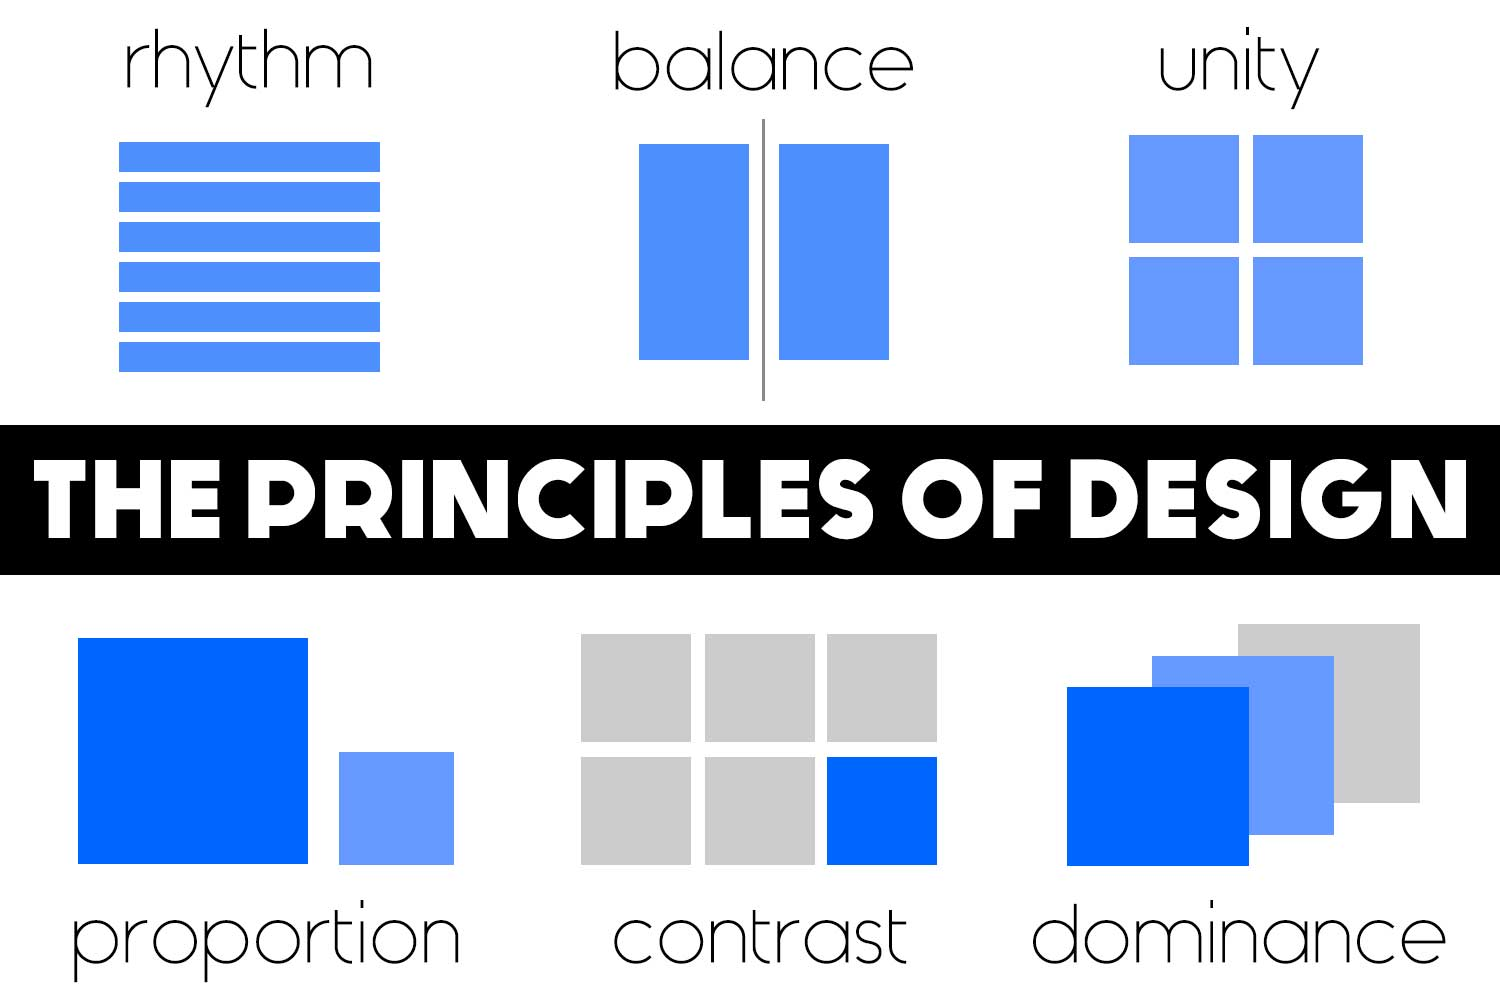 rhythm
balance
unity
THE PRINCIPLES OF DESIGN
proportion
contrast
dominance